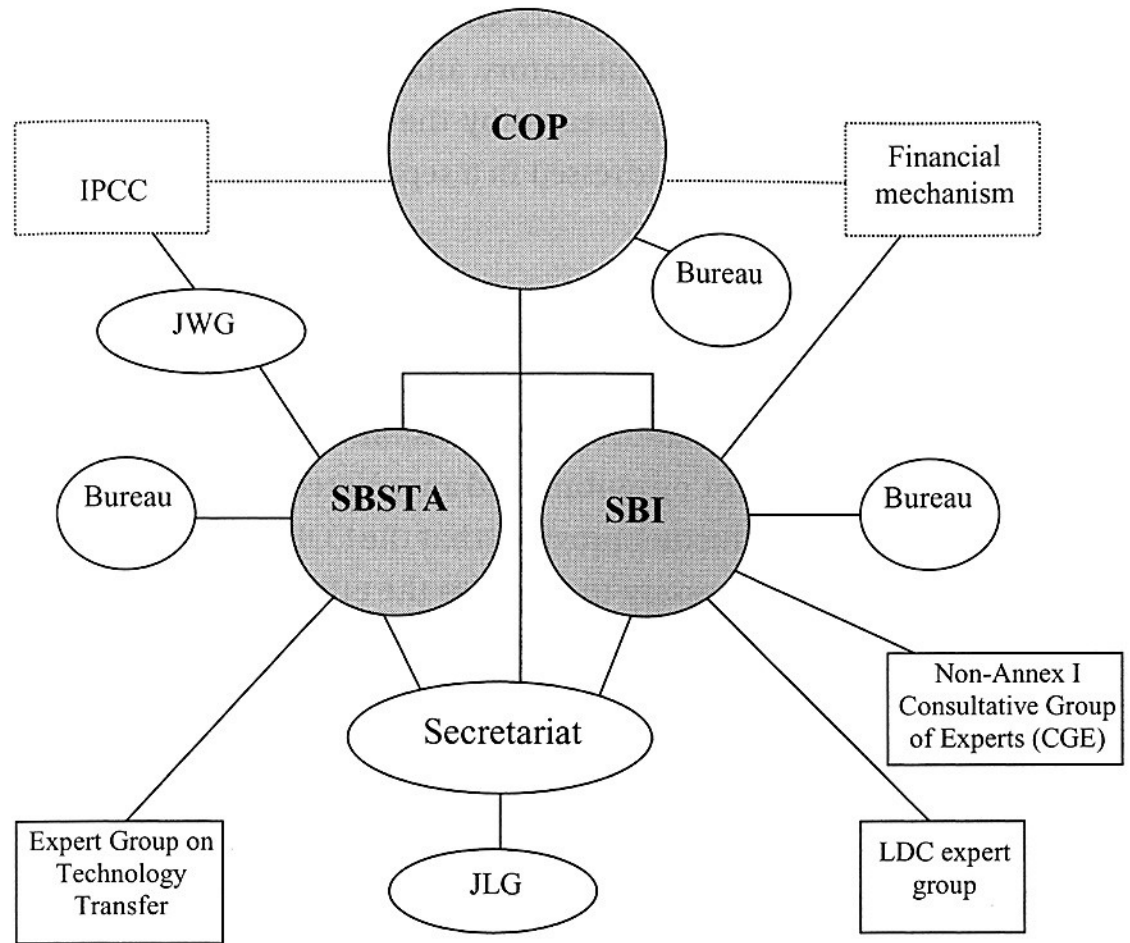 COP
IPCC
Financial
mechanism
Bureau
JWG
Bureau
SBSTA
SBI
Bureau
Secretariat
Non-Annex I
Consultative Group
of Experts (CGE)
Expert Group on
Technology
Transfer
JLG
LDC expert
group